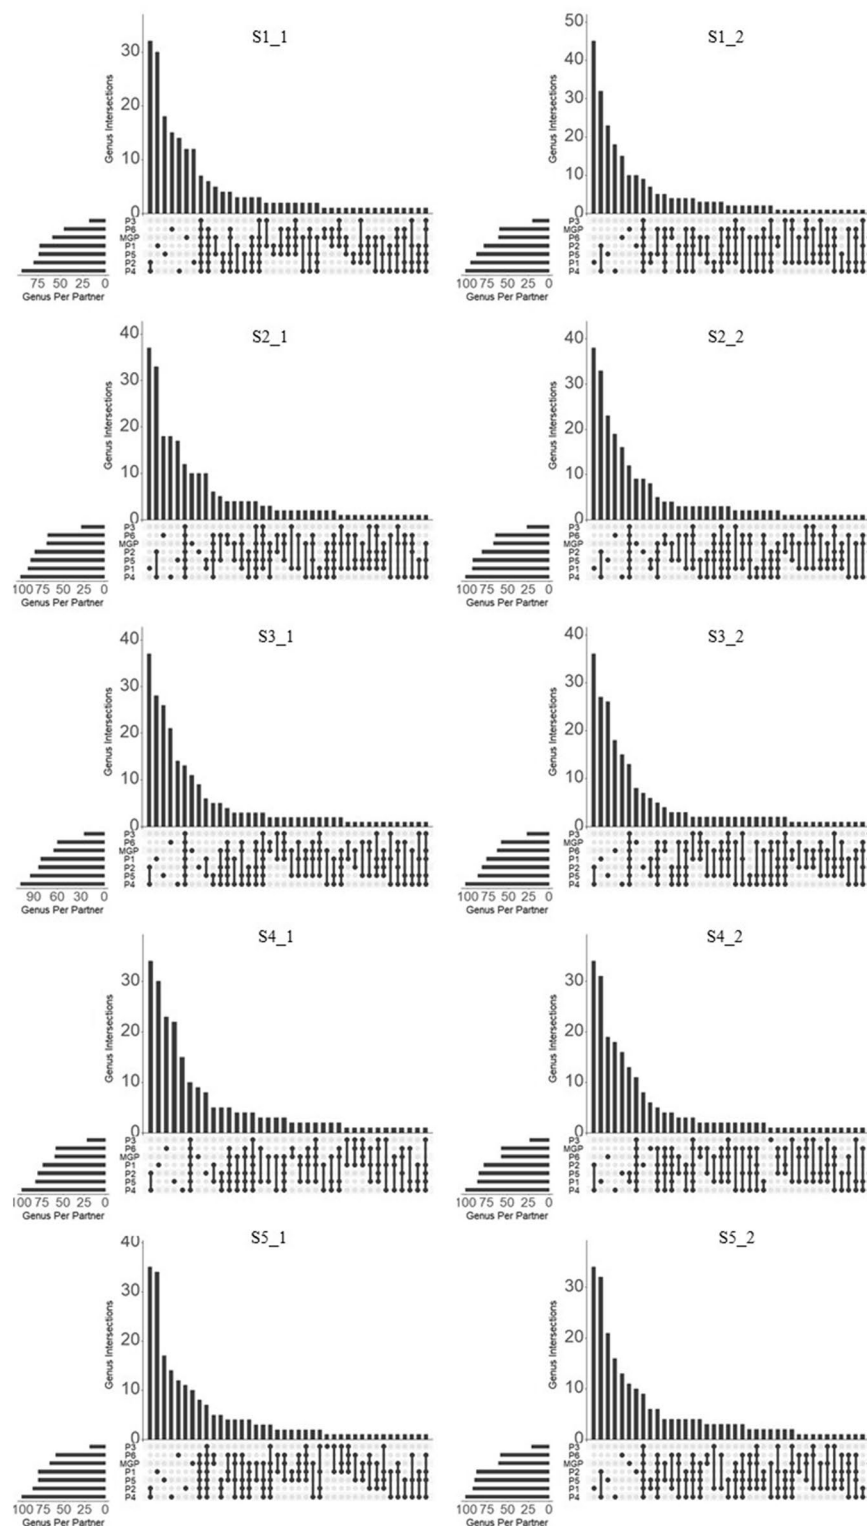 S1_1
Genus Intersections
30
20
10
0
P3
P6
MGP
P1
P5
P2
P4
75 50 25 0
Genus Per Partner
S1_2
Genus Intersections
50
40
30
20
10
0
P3
MGP
P6
P2
P5
P1
P4
100 75 50 25 0
Genus Per Partner
S2_1
Genus Intersections
40
30
20
10
0
P3
P6
MGP
P2
P5
P1
P4
100 75 50 25 0
Genus Per Partner
S2_2
Genus Intersections
40
30
20
10
0
P3
P6
MGP
P2
P5
P1
P4
100 75 50 25 0
Genus Per Partner
S3_1
Genus Intersections
40
30
20
10
0
P3
P6
MGP
P1
P2
P5
P4
90 60 30 0
Genus Per Partner
S3_2
Genus Intersections
40
30
20
10
0
P3
MGP
P6
P1
P2
P5
P4
100 75 50 25 0
Genus Per Partner
S4_1
Genus Intersections
30
20
10
0
P3
P6
MGP
P1
P2
P5
P4
100 75 50 25 0
Genus Per Partner
S4_2
Genus Intersections
30
20
10
0
P3
MGP
P6
P2
P5
P1
P4
100 75 50 25 0
Genus Per Partner
S5_1
Genus Intersections
40
30
20
10
0
P3
P6
MGP
P1
P5
P2
P4
100 75 50 25 0
Genus Per Partner
S5_2
Genus Intersections
30
20
10
0
P3
P6
MGP
P2
P5
P1
P4
100 75 50 25 0
Genus Per Partner